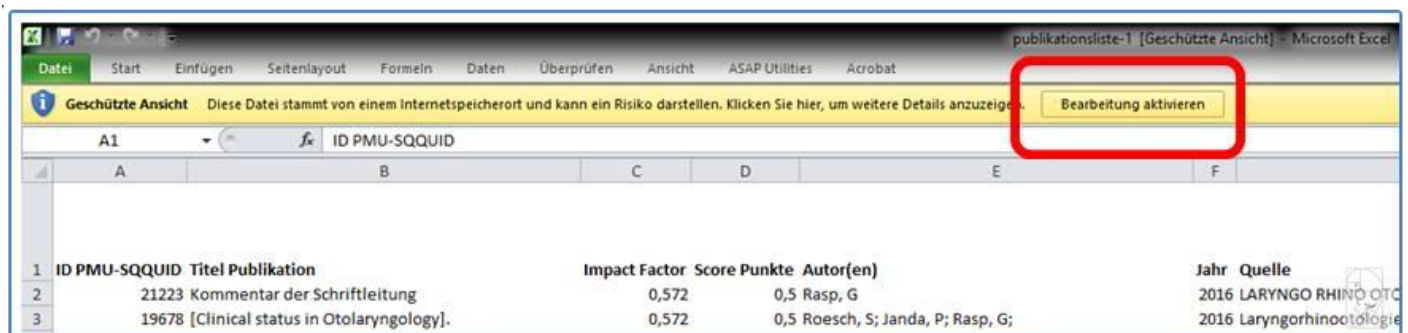 publikationsliste-1 [Geschützte Ansicht] - Microsoft Excel
Datei Start Einfügen Seitenlayout Formeln Daten Überprüfen Ansicht ASAP Utilities Acrobat
Geschützte Ansicht Diese Datei stammt von einem Internetspeicherort und kann ein Risiko darstellen. Klicken Sie hier, um weitere Details anzuzeigen. Bearbeitung aktivieren
A1 fx ID PMU-SQQUID
A B C D E F
1 ID PMU-SQQUID Titel Publikation Impact Factor Score Punkte Autor(en) Jahr Quelle
2 21223 Kommentar der Schriftleitung 0,572 0,5 Rasp, G 2016 LARYNGO RHINO OTO
3 19678 [Clinical status in Otolaryngology]. 0,572 0,5 Roesch, S; Janda, P; Rasp, G; 2016 Laryngorhinootologie